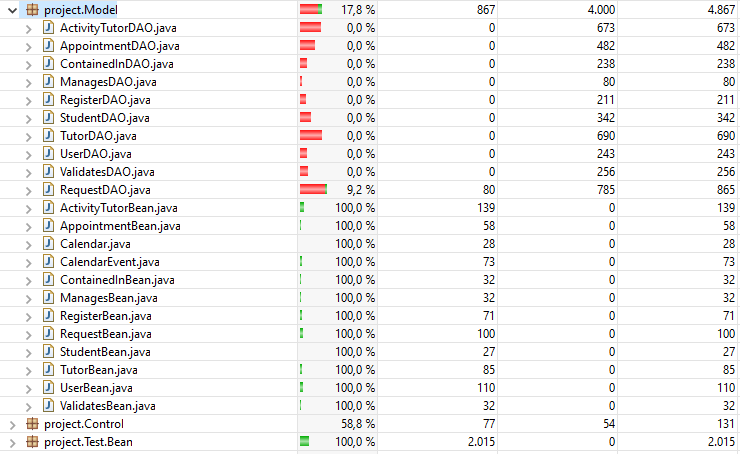 project.Model 17,8 % 867 4.000 4.867
ActivityTutorDAO.java 0,0 % 0 673 673
AppointmentDAO.java 0,0 % 0 482 482
ContainedInDAO.java 0,0 % 0 238 238
ManagesDAO.java 0,0 % 0 80 80
RegisterDAO.java 0,0 % 0 211 211
StudentDAO.java 0,0 % 0 342 342
TutorDAO.java 0,0 % 0 690 690
UserDAO.java 0,0 % 0 243 243
ValidatesDAO.java 0,0 % 0 256 256
RequestDAO.java 9,2 % 80 785 865
ActivityTutorBean.java 100,0 % 139 0 139
AppointmentBean.java 100,0 % 58 0 58
Calendar.java 100,0 % 28 0 28
CalendarEvent.java 100,0 % 73 0 73
ContainedInBean.java 100,0 % 32 0 32
ManagesBean.java 100,0 % 32 0 32
RegisterBean.java 100,0 % 71 0 71
RequestBean.java 100,0 % 100 0 100
StudentBean.java 100,0 % 27 0 27
TutorBean.java 100,0 % 85 0 85
UserBean.java 100,0 % 110 0 110
ValidatesBean.java 100,0 % 32 0 32
project.Control 58,8 % 77 54 131
project.Test.Bean 100,0 % 2.015 0 2.015